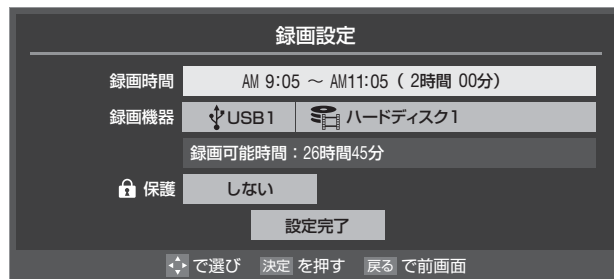 録画設定
録画時間 AM 9:05 ～ AM11:05 ( 2時間 00分)
録画機器 USB1 ハードディスク1
録画可能時間：26時間45分
保護 しない
設定完了
で選び 決定 を押す 戻る で前画面